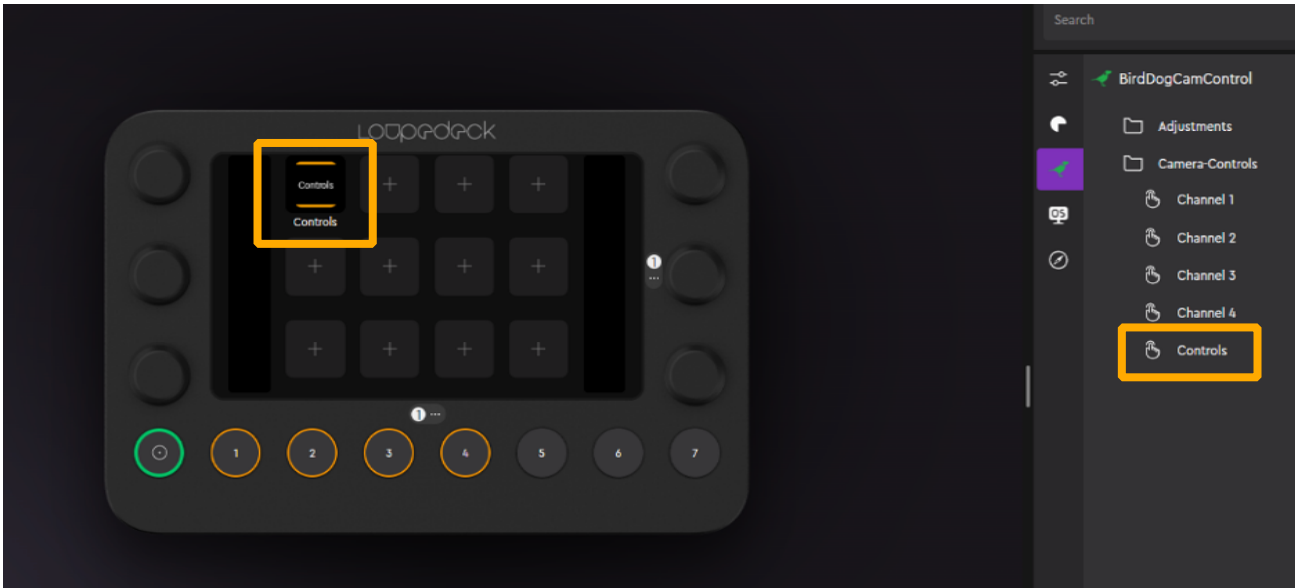 Search
BirdDogCamControl
Adjustments
Camera-Controls
Channel 1
Channel 2
Channel 3
Channel 4
Controls
OS
Loupedeck
Controls
Controls
1
1
1 2 3 4 5 6 7